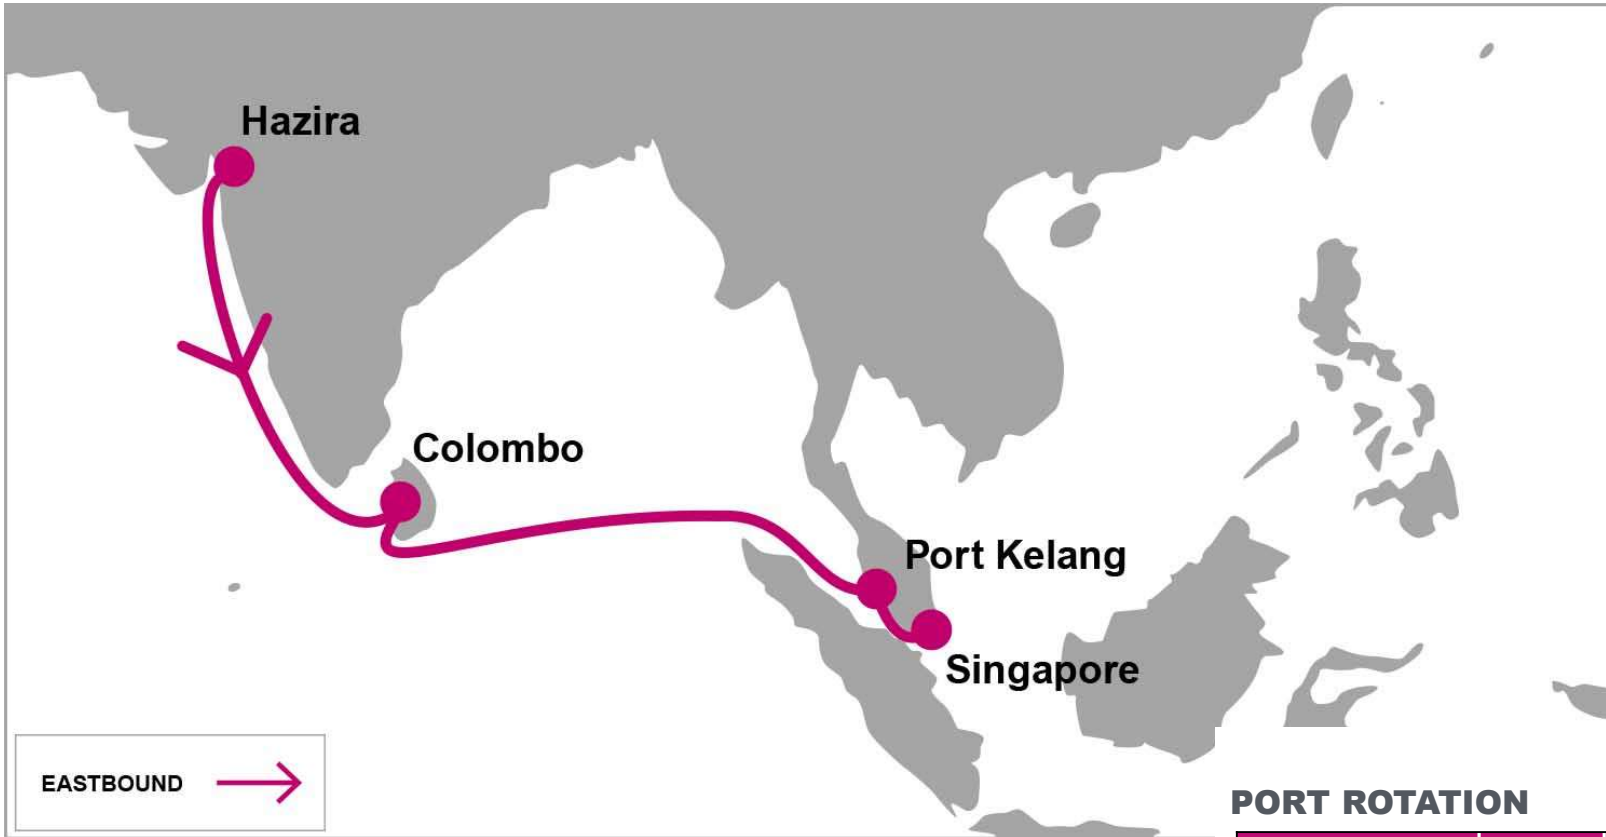 Hazira
Colombo
Port Kelang
Singapore
EASTBOUND
PORT ROTATION